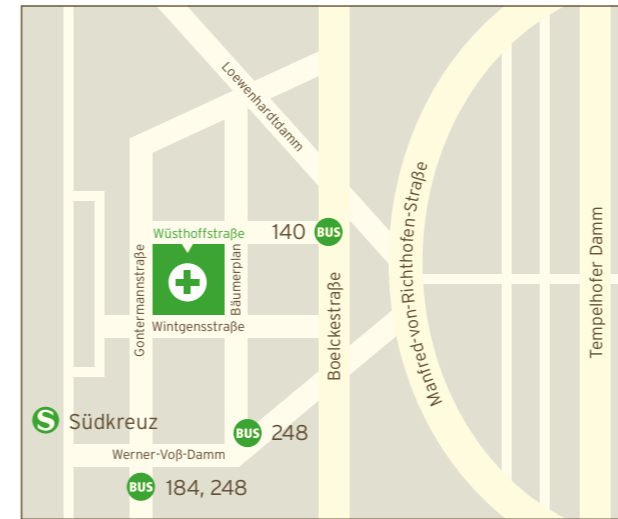 Loewenhardtdamm
Wüsthoffstraße
140 BUS
Gontermannstraße
Bäumerplan
Wintgensstraße
Boelckestraße
Manfred-von-Richthofen-Straße
Tempelhofer Damm
S Südkreuz
BUS 248
Werner-Voß-Damm
BUS 184, 248